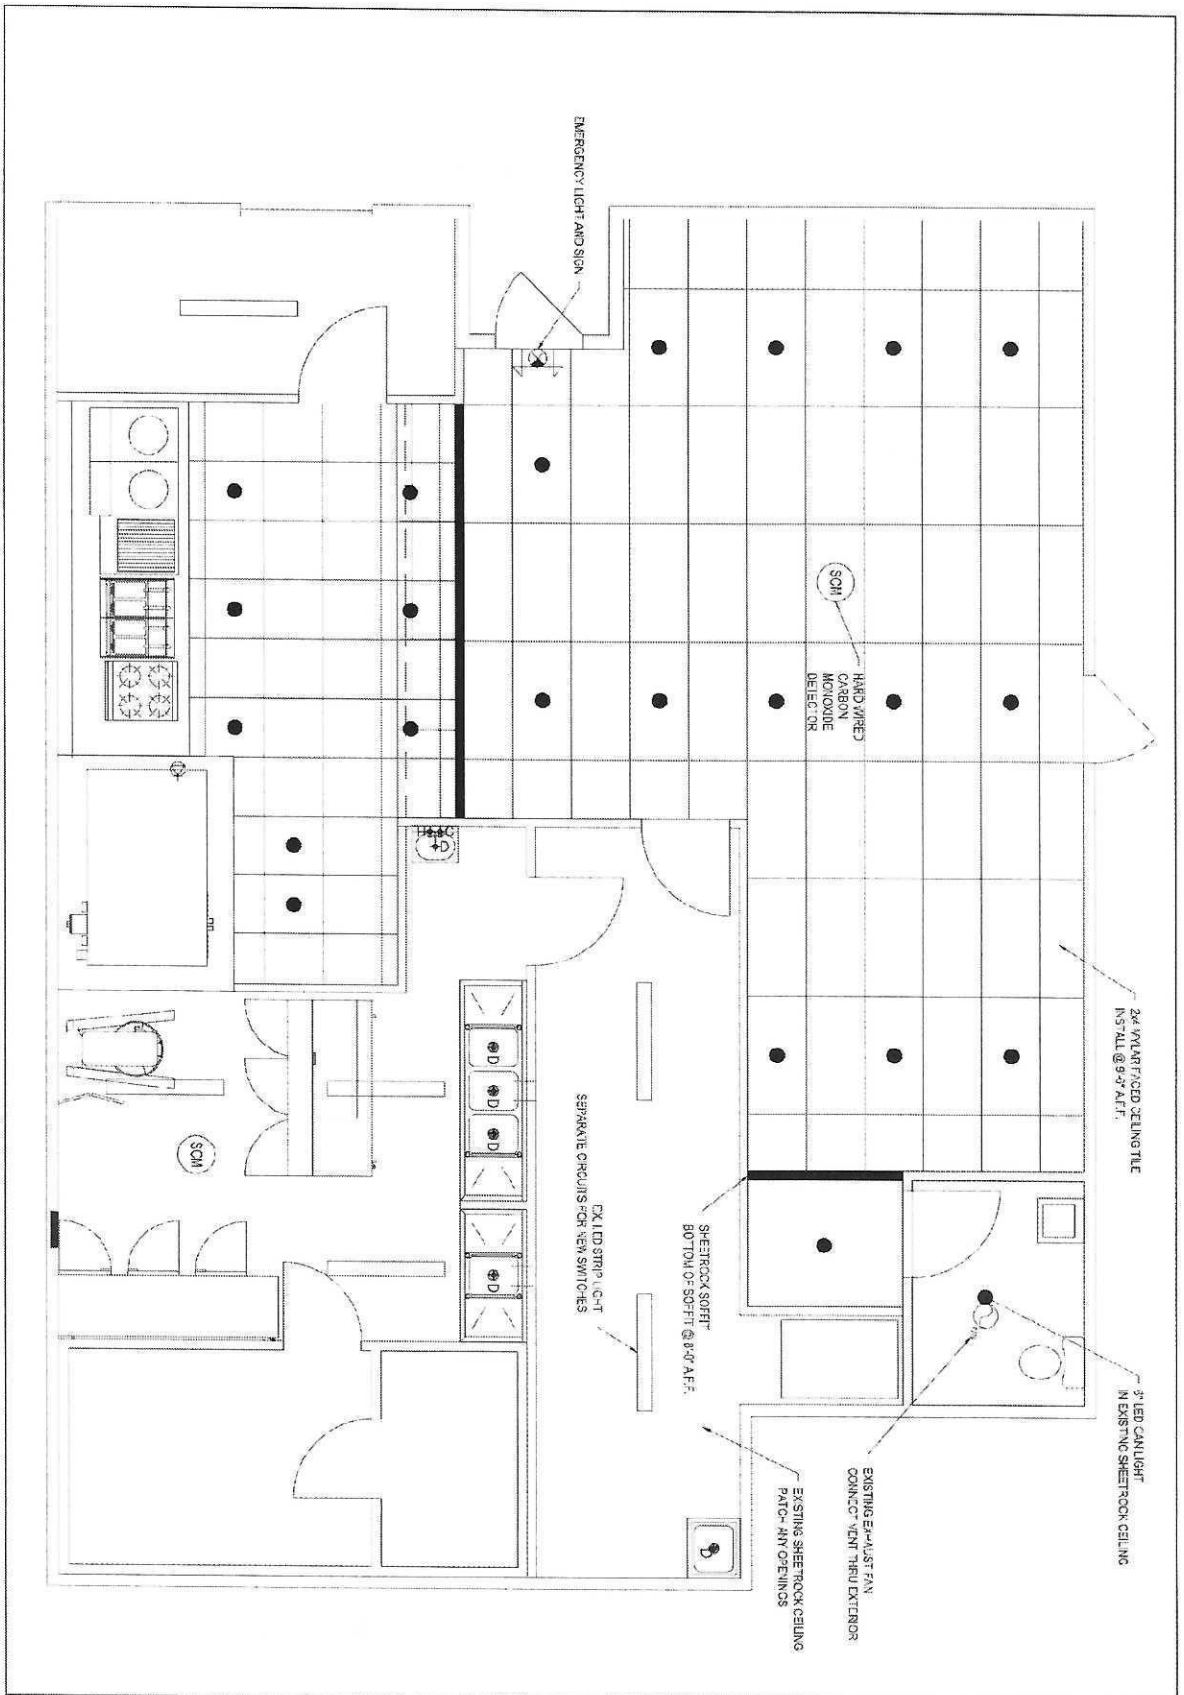 EMERGENCY LIGHT AND SIGN
SCM
HARD WIRED
CARBON
MONOXIDE
DETECTOR
2x4 MYLAR FACED CEILING TILE
INSTALL @ 9'-0" A.F.F.
LED CAN LIGHT
IN EXISTING SHEETROCK CEILING
EXISTING EXHAUST FAN
CONNECT VENT THRU EXTERIOR
EXISTING SHEETROCK CEILING
PATCH ANY OPENINGS
SHEETROCK SOFFIT
BOTTOM OF SOFFIT @ 8'-0" A.F.F.
EX. LED STRIP LIGHT
SEPARATE CIRCUITS FOR NEW SWITCHES
D
D
D
D
D
D
SCM